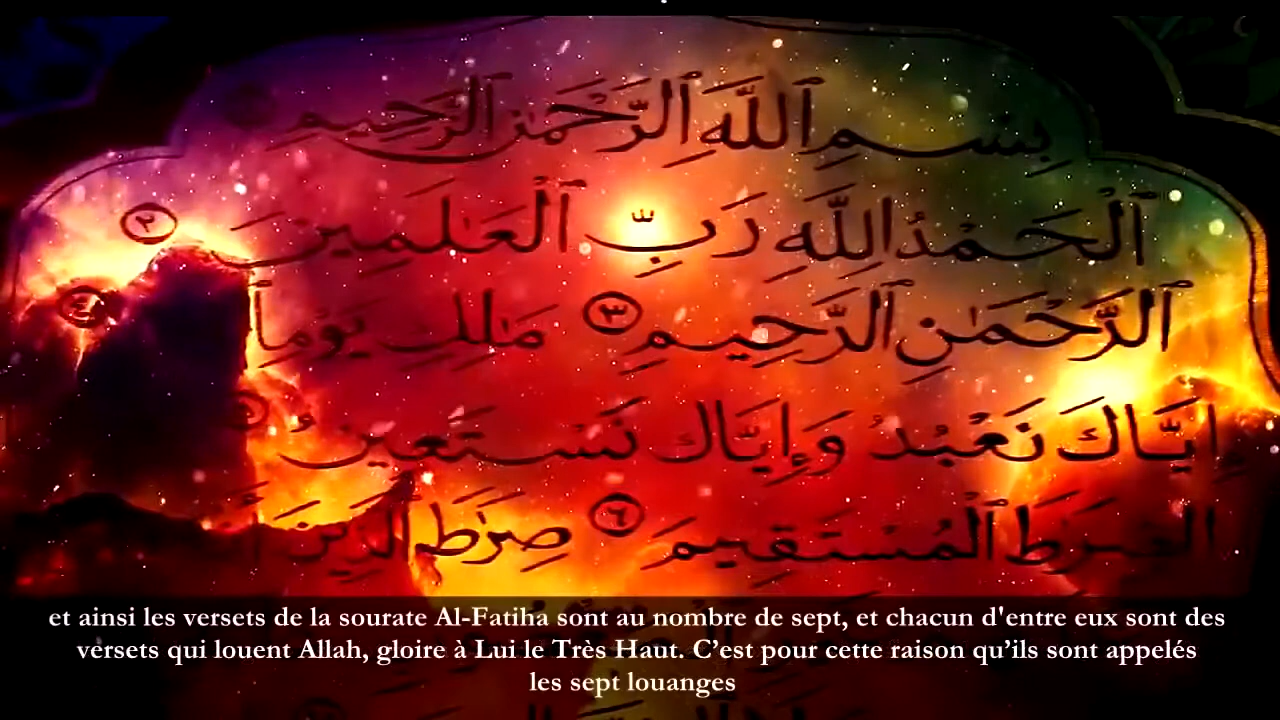 بِسْمِ ٱللَّهِ ٱلرَّحْمَٰنِ ٱلرَّحِيمِ
ٱلْحَمْدُ لِلَّهِ رَبِّ ٱلْعَٰلَمِينَ ٢
ٱلرَّحْمَٰنِ ٱلرَّحِيمِ ٣ مَٰلِكِ يَوْمِ ٤
إِيَّاكَ نَعْبُدُ وَإِيَّاكَ نَسْتَعِينُ ٥
ٱلصِّرَٰطَ ٱلْمُسْتَقِيمَ ٦ صِرَٰطَ ٱلَّذِينَ
et ainsi les versets de la sourate Al-Fatiha sont au nombre de sept, et chacun d'entre eux sont des
versets qui louent Allah, gloire à Lui le Très Haut. C’est pour cette raison qu’ils sont appelés
les sept louanges